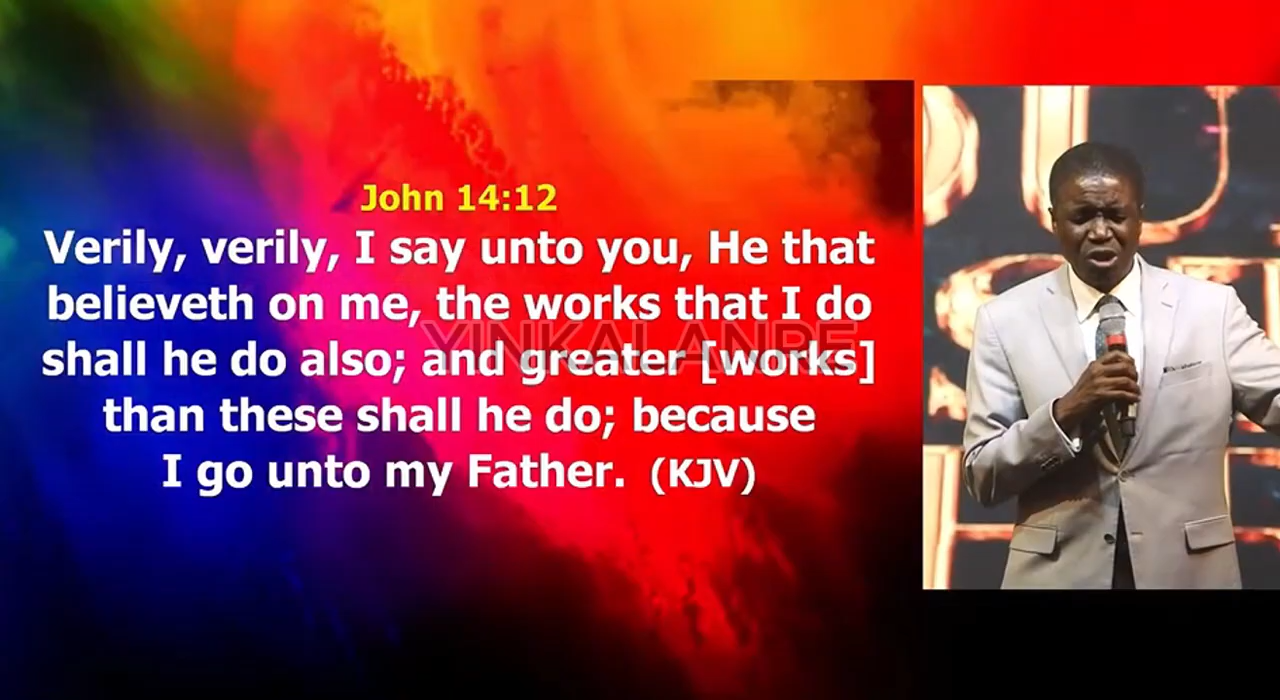 John 14:12
Verily, verily, I say unto you, He that
believeth on me, the works that I do
shall he do also; and greater [works]
than these shall he do; because
I go unto my Father. (KJV)
YINKALANRE